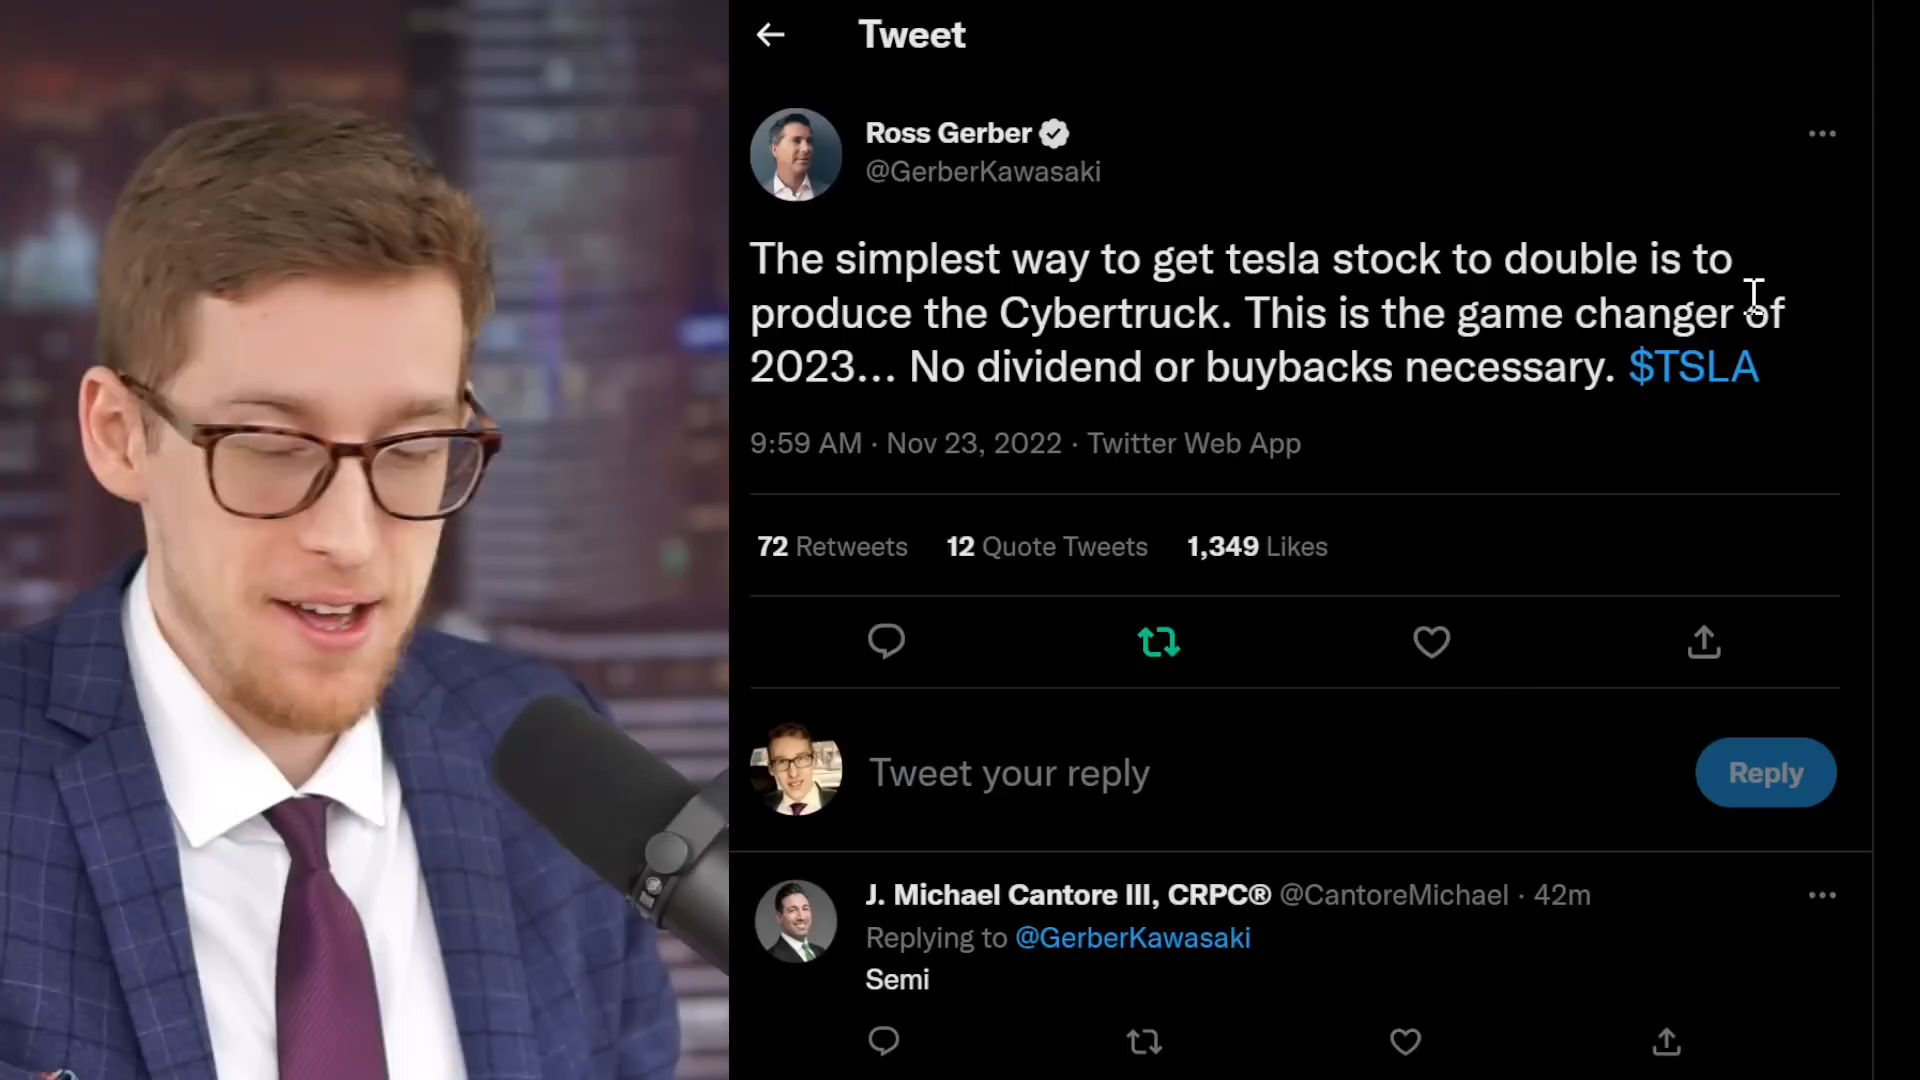 Tweet
Ross Gerber
@GerberKawasaki
The simplest way to get tesla stock to double is to
produce the Cybertruck. This is the game changer of
2023... No dividend or buybacks necessary. $TSLA
9:59 AM · Nov 23, 2022 · Twitter Web App
72 Retweets 12 Quote Tweets 1,349 Likes
Tweet your reply
Reply
J. Michael Cantore III, CRPC® @CantoreMichael · 42m
Replying to @GerberKawasaki
Semi